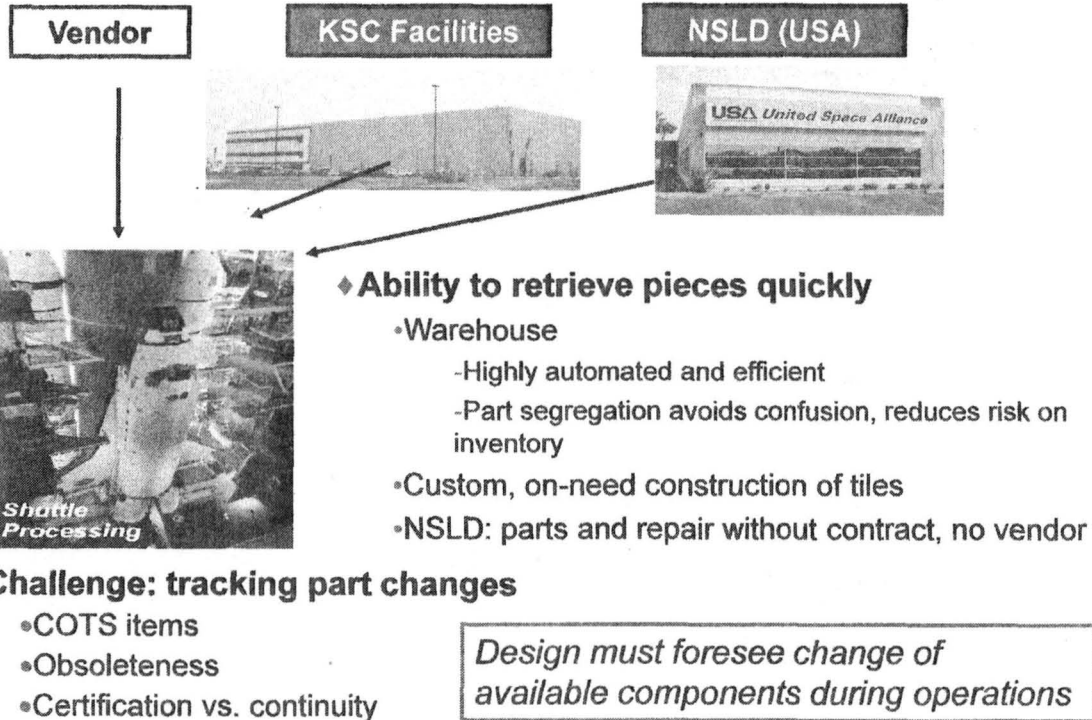 Vendor
KSC Facilities
NSLD (USA)
USA United Space Alliance
♦Ability to retrieve pieces quickly
•Warehouse
-Highly automated and efficient
-Part segregation avoids confusion, reduces risk on
inventory
•Custom, on-need construction of tiles
•NSLD: parts and repair without contract, no vendor
Shuttle
Processing
Challenge: tracking part changes
•COTS items
•Obsoleteness
•Certification vs. continuity
Design must foresee change of
available components during operations